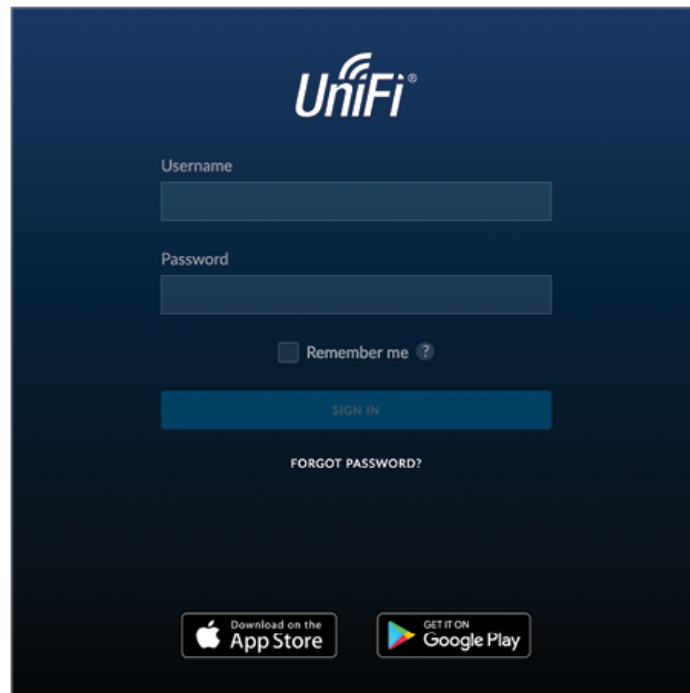 UniFi®
Username
Password
Remember me ?
SIGN IN
FORGOT PASSWORD?
Download on the
App Store
GET IT ON
Google Play